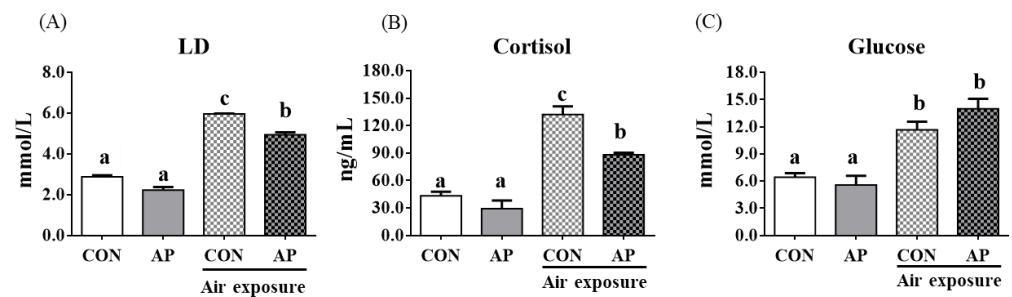 (A)
LD
mmol/L
8.0
6.0
4.0
2.0
0.0
a
a
c
b
CON AP CON AP
Air exposure
(B)
Cortisol
ng/mL
180.0
150.0
120.0
90.0
60.0
30.0
0.0
a
a
c
b
CON AP CON AP
Air exposure
(C)
Glucose
mmol/L
18.0
15.0
12.0
9.0
6.0
3.0
0.0
a
a
b
b
CON AP CON AP
Air exposure